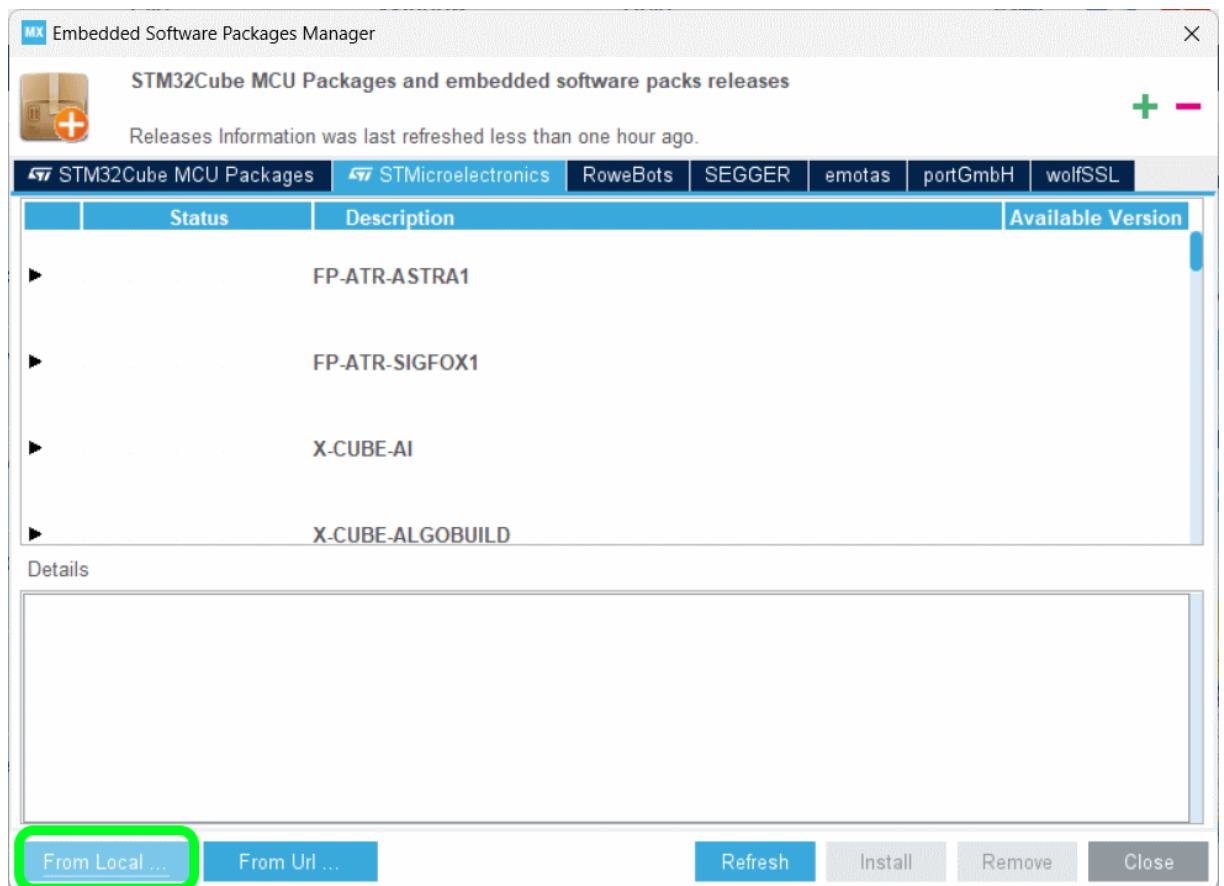 MX Embedded Software Packages Manager
STM32Cube MCU Packages and embedded software packs releases
Releases Information was last refreshed less than one hour ago.
STM32Cube MCU Packages STMicroelectronics RoweBots SEGGER emotas portGmbH wolfSSL
Status Description Available Version
FP-ATR-ASTRA1
FP-ATR-SIGFOX1
X-CUBE-AI
X-CUBE-ALGOBUILD
Details
From Local ... From Url ... Refresh Install Remove Close